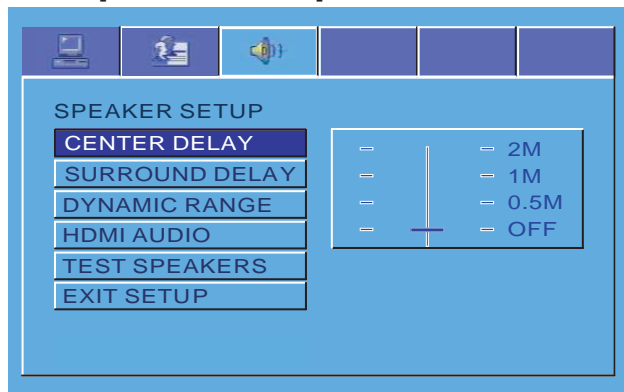 SPEAKER SETUP
CENTER DELAY
SURROUND DELAY
DYNAMIC RANGE
HDMI AUDIO
TEST SPEAKERS
EXIT SETUP
2M
1M
0.5M
OFF